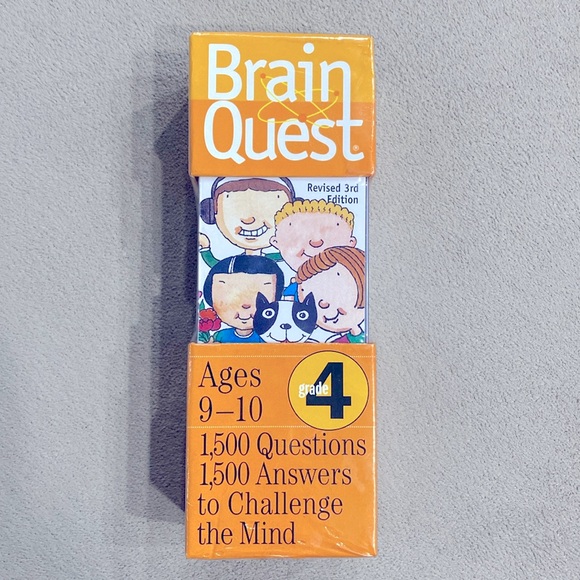 Brain
Quest®
Revised 3rd
Edition
Ages
9–10
grade 4
1,500 Questions
1,500 Answers
to Challenge
the Mind